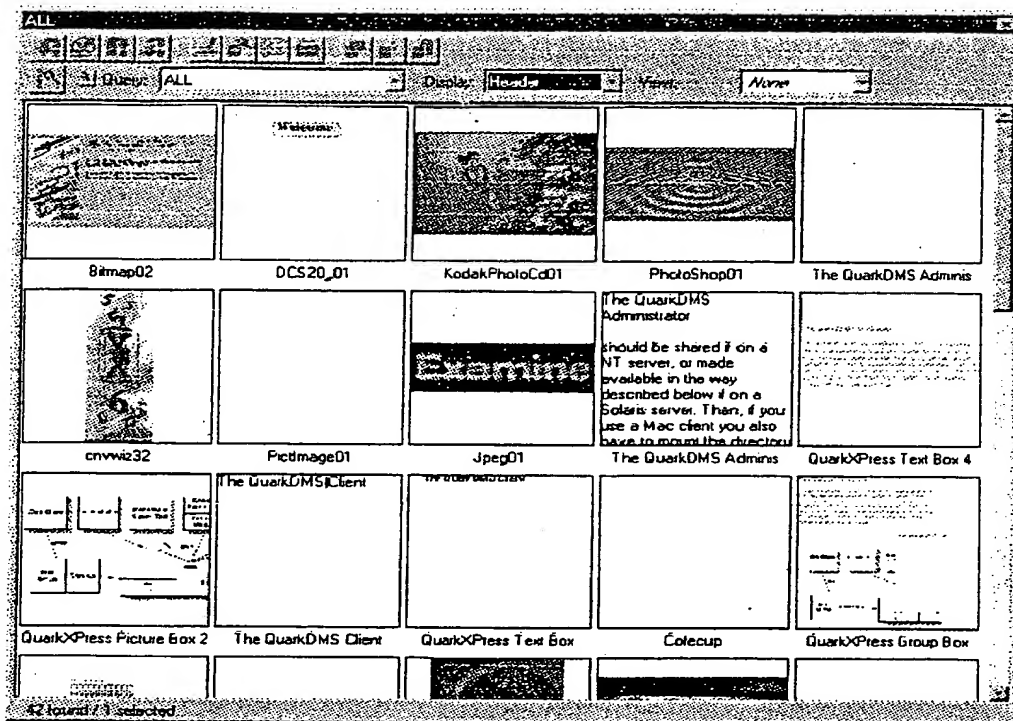 ALL
Query: ALL Display: Header View: None
Welcome
Bitmap02 DCS20_01 KodakPhotoCd01 PhotoShop01 The QuarkDMS Adminis
Examine
The QuarkDMS
Administrator
should be shared if on a
NT server, or made
available in the way
described below if on a
Solaris server. Then, if you
use a Mac client you also
have to mount the directory
cnvwiz32 PictImage01 Jpeg01 The QuarkDMS Adminis QuarkXPress Text Box 4
The QuarkDMS Client
QuarkXPress Picture Box 2 The QuarkDMS Client QuarkXPress Text Box Cofecup QuarkXPress Group Box
42 found / 1 selected